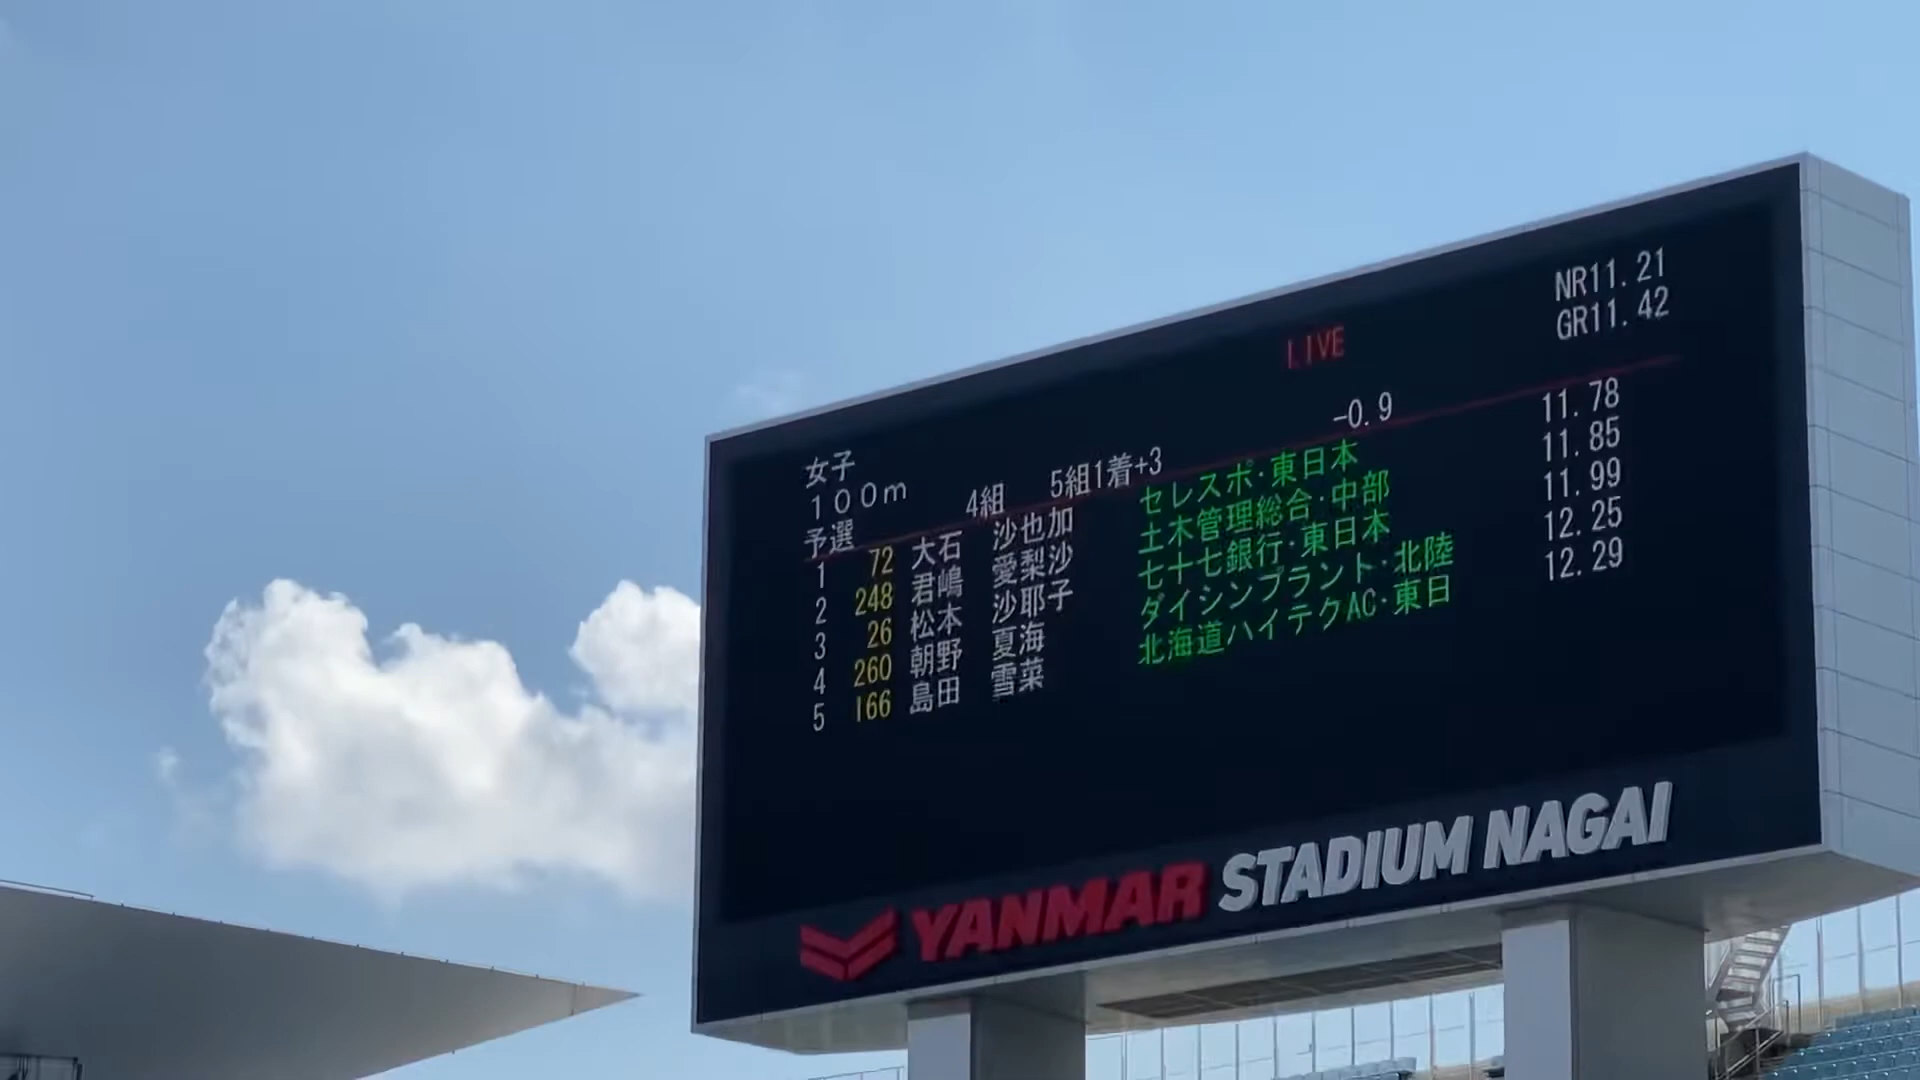 NR11.21
GR11.42
LIVE
女子
100m 4組 5組1着+3 -0.9
予選
1 72 大石 沙也加 セレスポ・東日本 11.78
2 248 君嶋 愛梨沙 土木管理総合・中部 11.85
3 26 松本 沙耶子 七十七銀行・東日本 11.99
4 260 朝野 夏海 ダイシンプラント・北陸 12.25
5 166 島田 雪菜 北海道ハイテクAC・東日 12.29
YANMAR STADIUM NAGAI